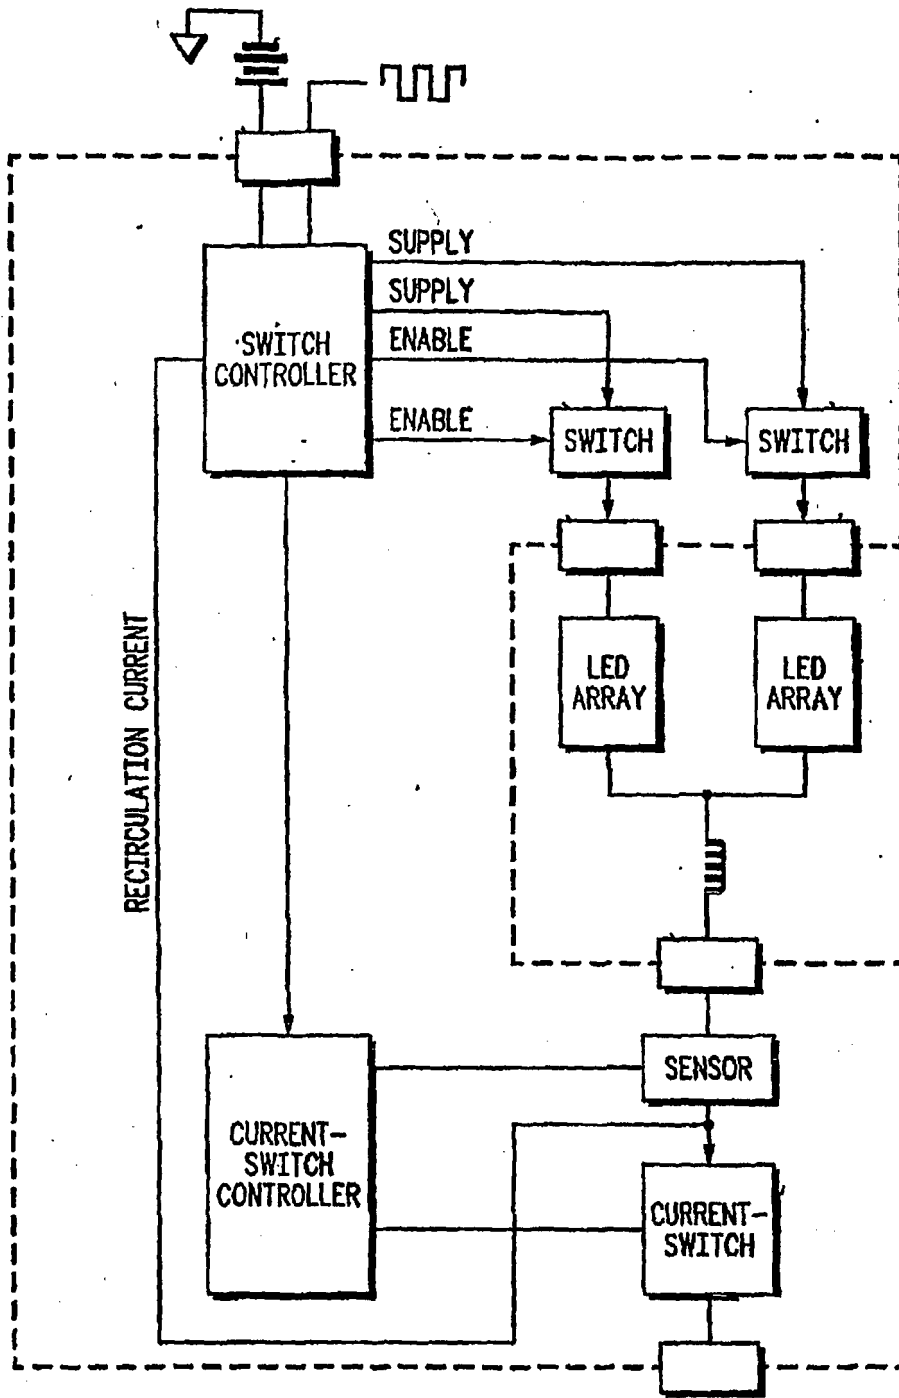 SUPPLY
SUPPLY
ENABLE
ENABLE
SWITCH
CONTROLLER
SWITCH
SWITCH
LED
ARRAY
LED
ARRAY
RECIRCULATION CURRENT
SENSOR
CURRENT-
SWITCH
CONTROLLER
CURRENT-
SWITCH